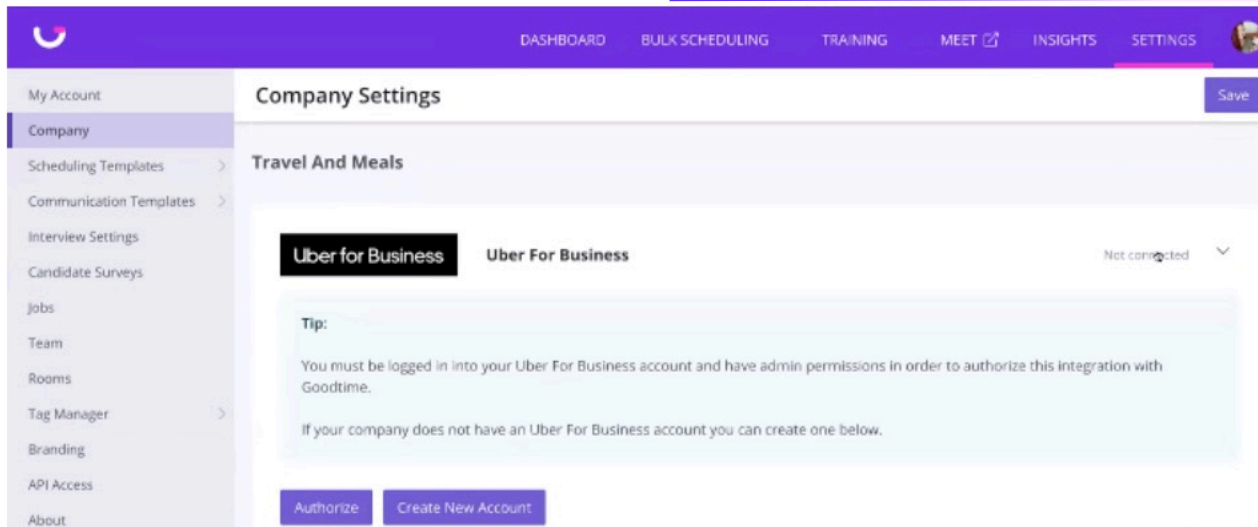 DASHBOARD BULK SCHEDULING TRAINING MEET INSIGHTS SETTINGS
My Account
Company
Scheduling Templates
Communication Templates
Interview Settings
Candidate Surveys
Jobs
Team
Rooms
Tag Manager
Branding
API Access
About
Company Settings
Save
Travel And Meals
Uber for Business
Uber For Business
Not connected
Tip:
You must be logged in into your Uber For Business account and have admin permissions in order to authorize this integration with
Goodtime.
If your company does not have an Uber For Business account you can create one below.
Authorize Create New Account